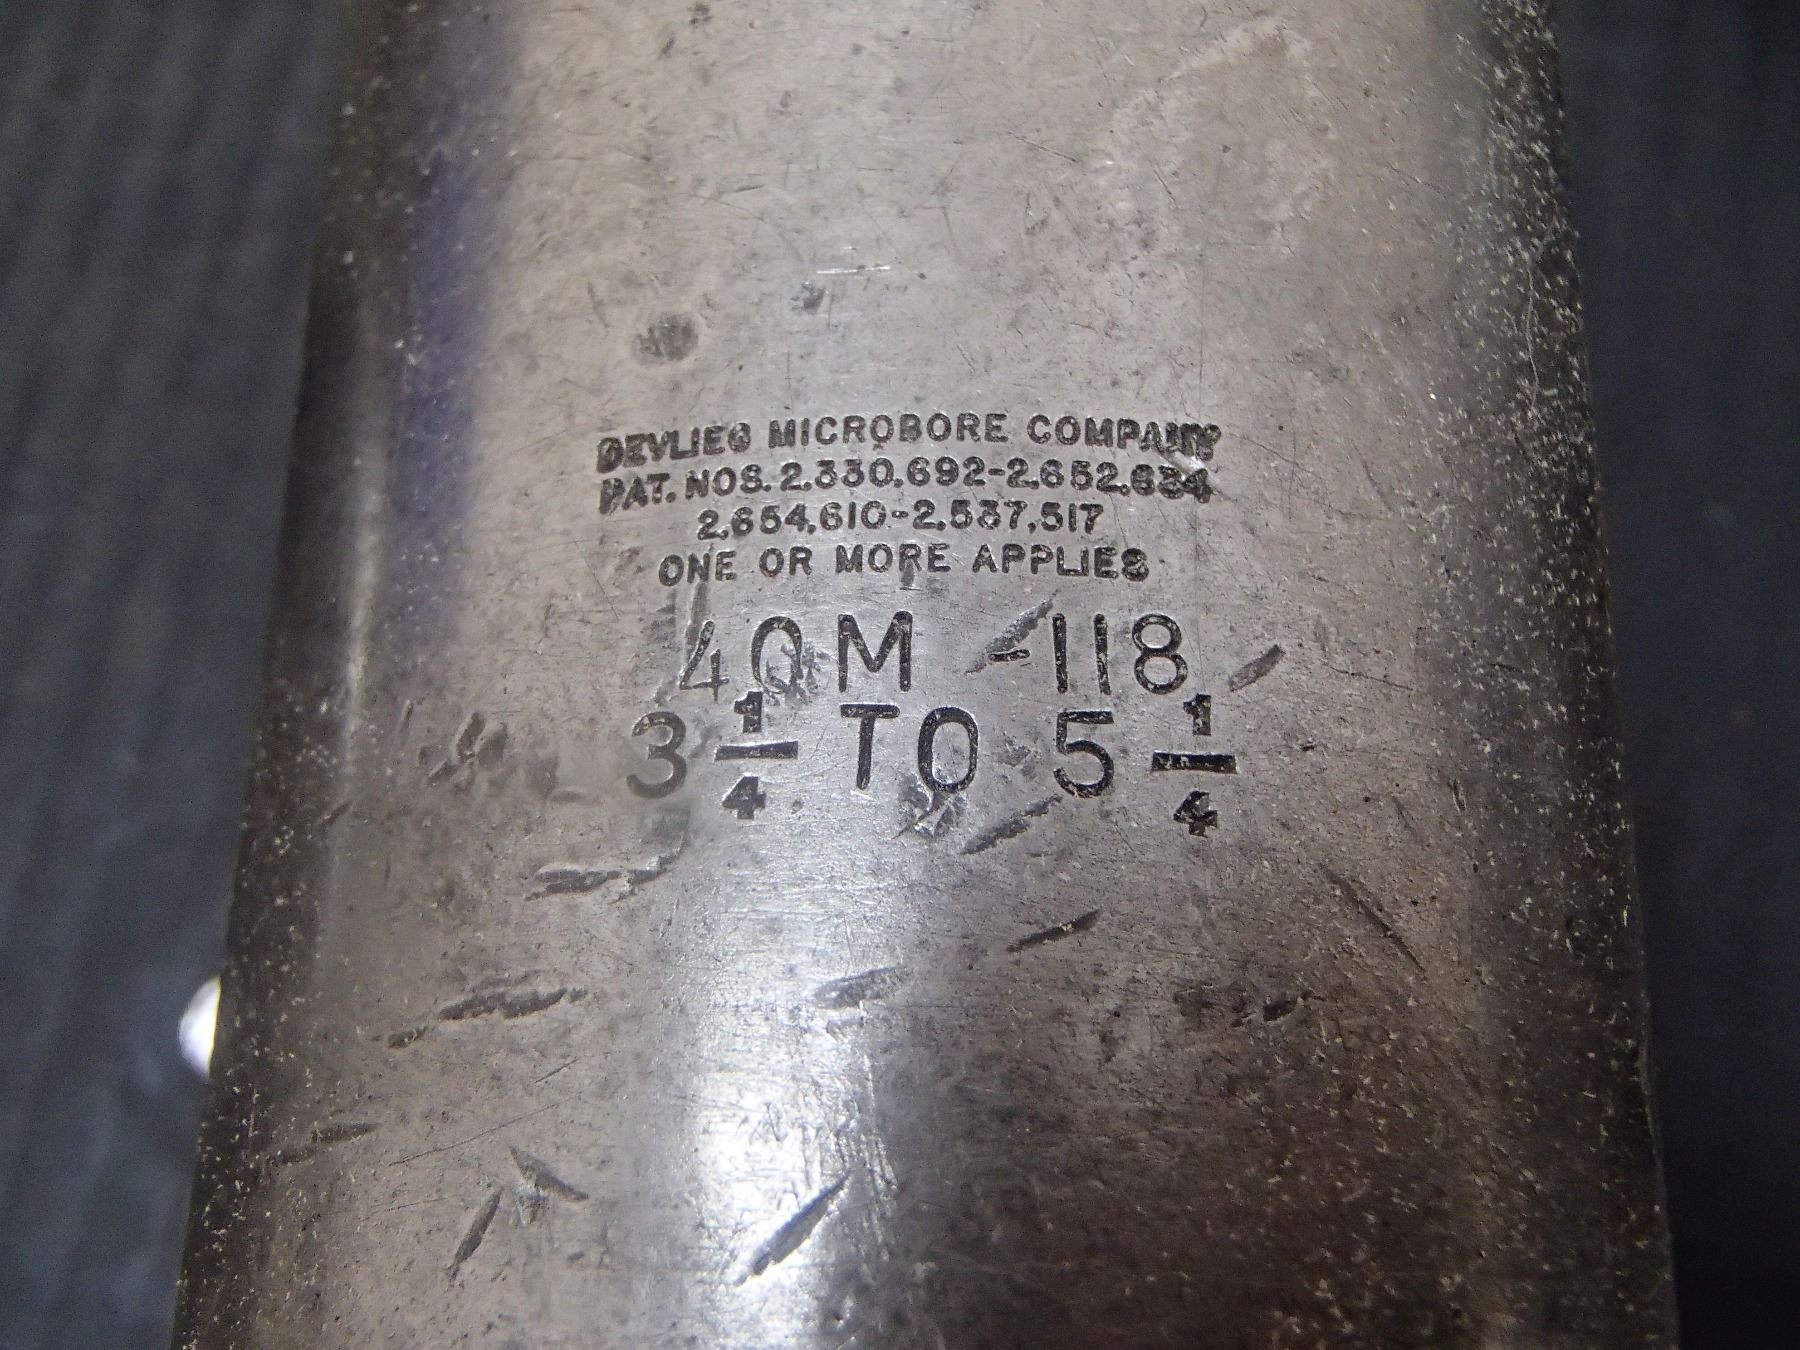 DEVLIEG MICROBORE COMPANY
PAT. NOS. 2,330,692-2,652,634
2,654,610-2,537,517
ONE OR MORE APPLIES
40M -118
3 1/4 TO 5 1/4